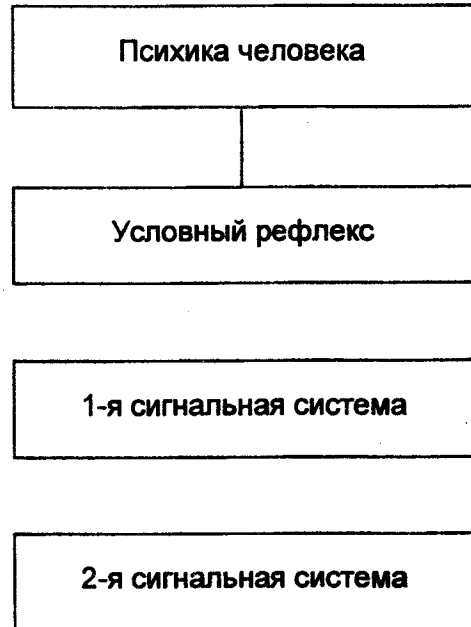 Психика человека
Условный рефлекс
1-я сигнальная система
2-я сигнальная система